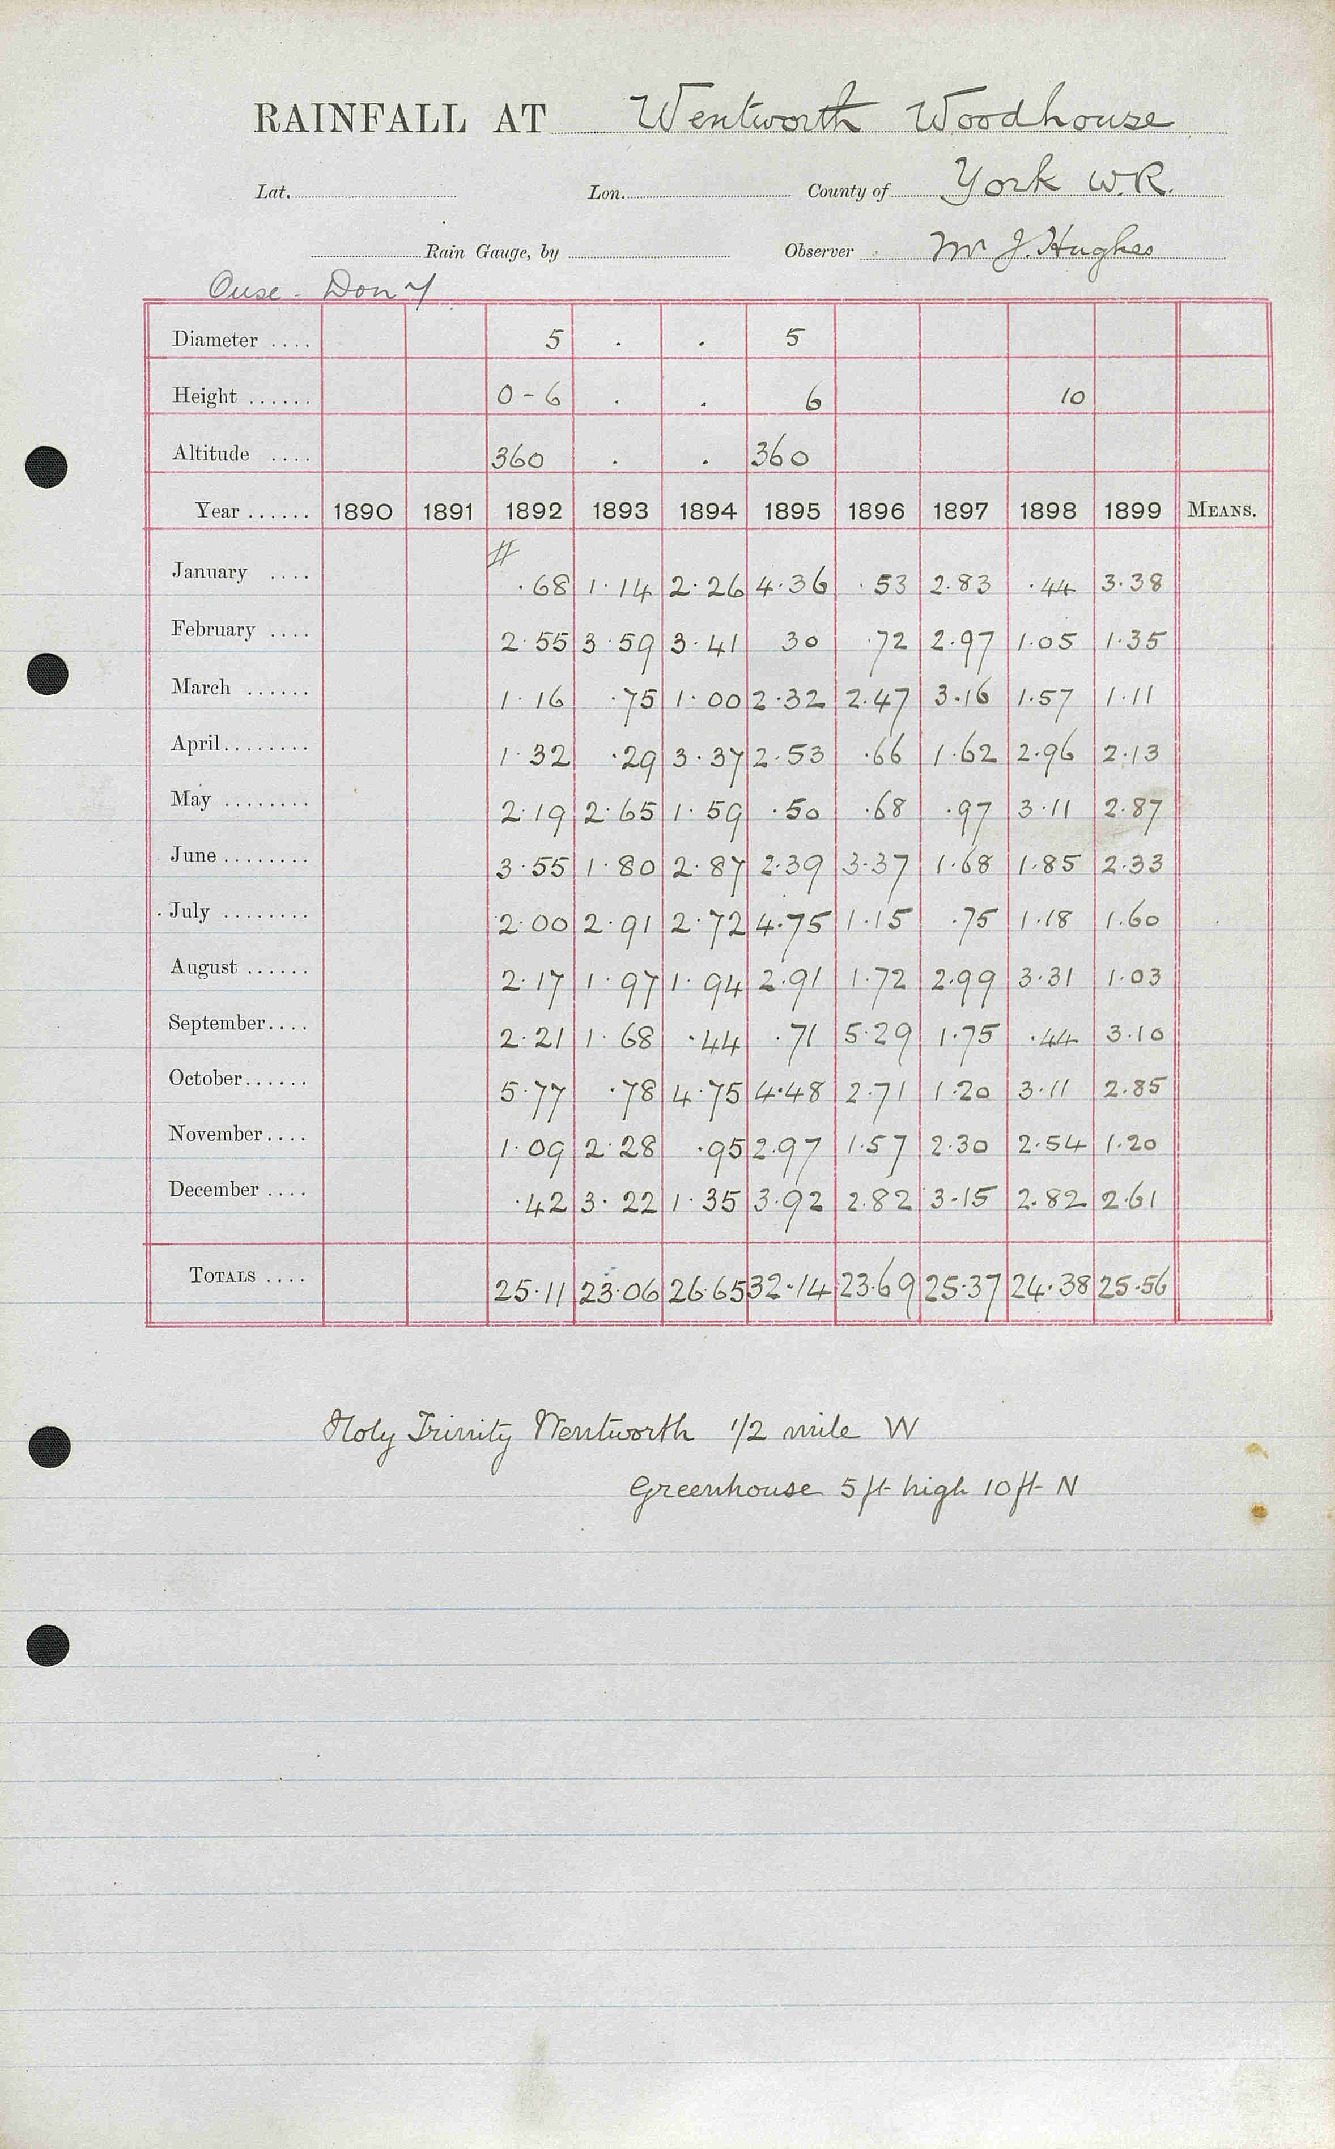 RAINFALL AT Wentworth Woodhouse
Lat. Lon. County of York W.R.
Rain Gauge, by Observer Mr J. Hughes
Ouse - Don
Diameter .... 5 . . 5
Height ...... 0-6 . . 6 10
Altitude .... 360 . . 360
Year ...... 1890 1891 1892 1893 1894 1895 1896 1897 1898 1899 MEANS.
#
January .... .68 1.14 2.26 4.36 .53 2.83 .44 3.38
February .... 2.55 3.59 3.41 30 .72 2.97 1.05 1.35
March ...... 1.16 .75 1.00 2.32 2.47 3.16 1.57 1.11
April........ 1.32 .29 3.37 2.53 .66 1.62 2.96 2.13
May ........ 2.19 2.65 1.59 .50 .68 .97 3.11 2.87
June ........ 3.55 1.80 2.87 2.39 3.37 1.68 1.85 2.33
July ........ 2.00 2.91 2.72 4.75 1.15 .75 1.18 1.60
August ...... 2.17 1.97 1.94 2.91 1.72 2.99 3.31 1.03
September.... 2.21 1.68 .44 .71 5.29 1.75 .44 3.10
October...... 5.77 .78 4.75 4.48 2.71 1.20 3.11 2.85
November.... 1.09 2.28 .95 2.97 1.57 2.30 2.54 1.20
December .... .42 3.22 1.35 3.92 2.82 3.15 2.82 2.61
TOTALS .... 25.11 23.06 26.65 32.14 23.69 25.37 24.38 25.56
Holy Trinity Wentworth 1/2 mile W
Greenhouse 5 ft high 10 ft N